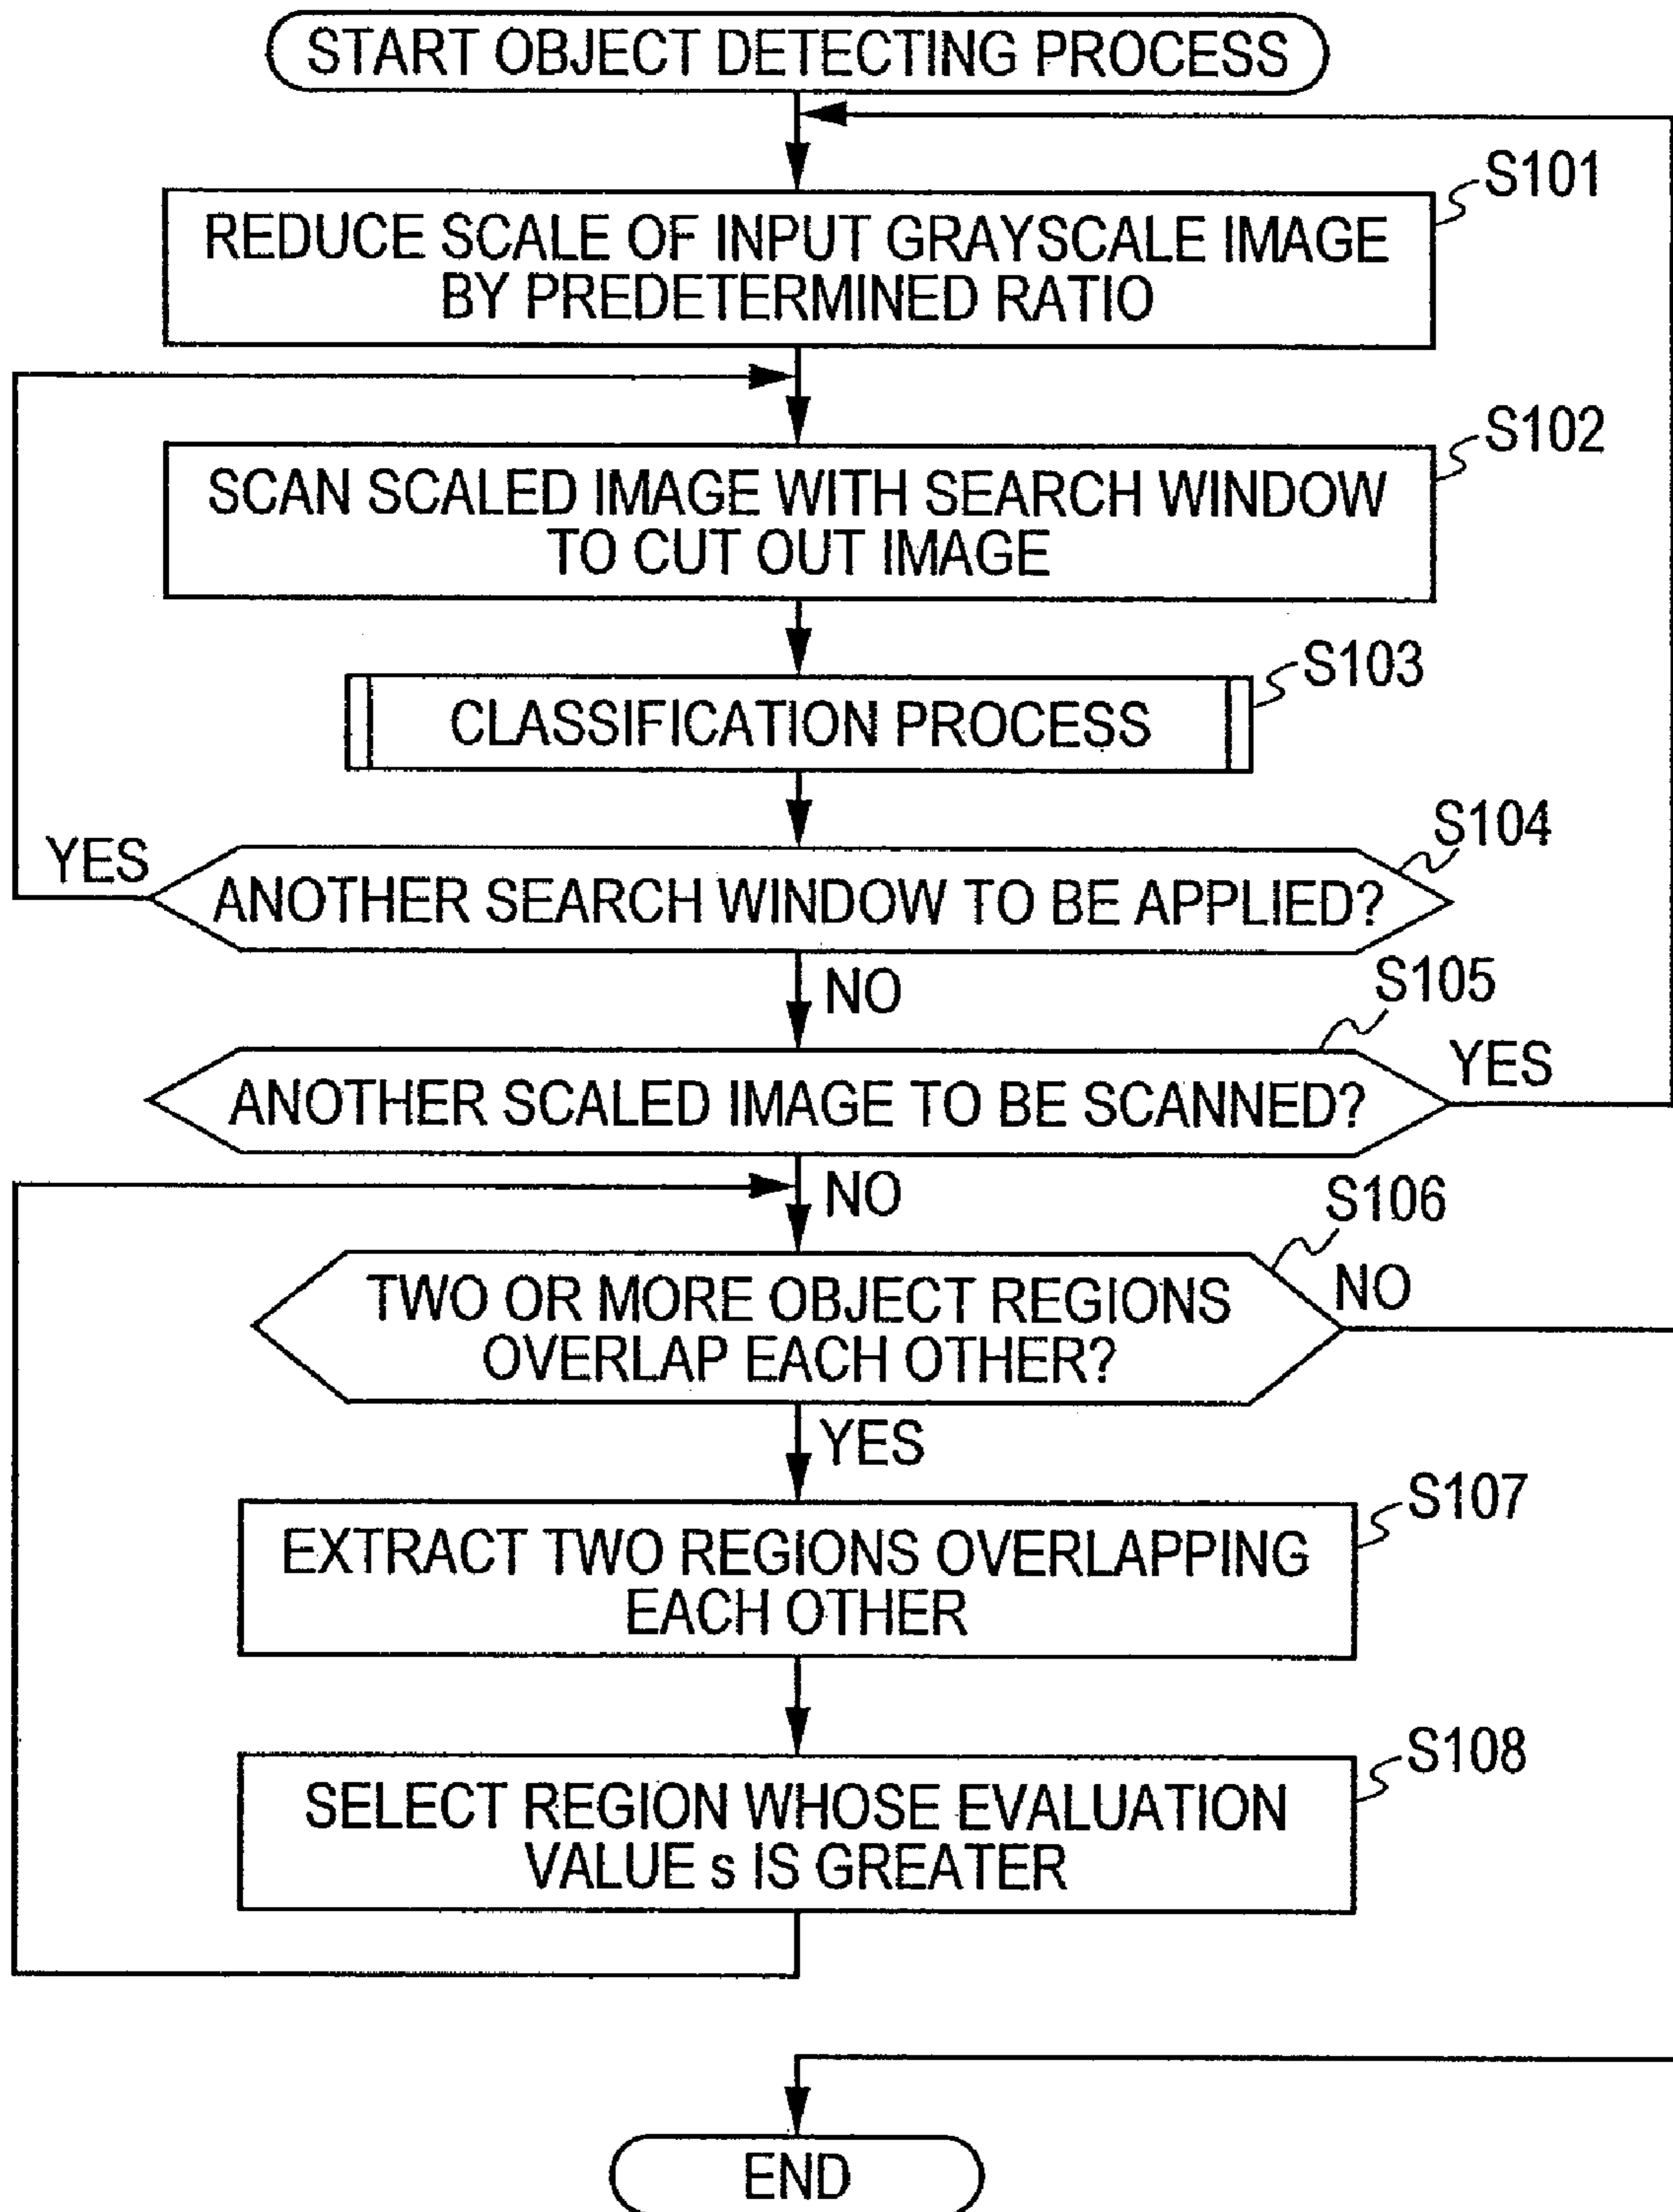 START OBJECT DETECTING PROCESS
S101
REDUCE SCALE OF INPUT GRAYSCALE IMAGE
BY PREDETERMINED RATIO
S102
SCAN SCALED IMAGE WITH SEARCH WINDOW
TO CUT OUT IMAGE
S103
CLASSIFICATION PROCESS
S104
YES
ANOTHER SEARCH WINDOW TO BE APPLIED?
NO
S105
YES
ANOTHER SCALED IMAGE TO BE SCANNED?
NO
S106
NO
TWO OR MORE OBJECT REGIONS
OVERLAP EACH OTHER?
YES
S107
EXTRACT TWO REGIONS OVERLAPPING
EACH OTHER
S108
SELECT REGION WHOSE EVALUATION
VALUE s IS GREATER
END